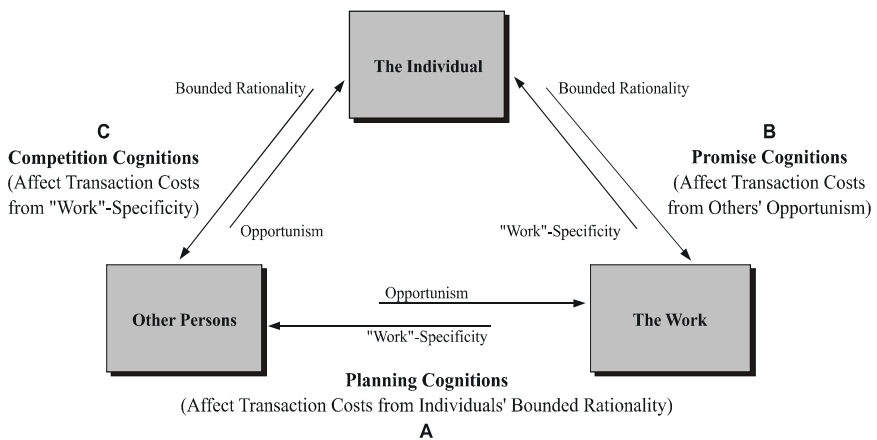 The Individual
Bounded Rationality
Bounded Rationality
C
Competition Cognitions
(Affect Transaction Costs
from "Work"-Specificity)
B
Promise Cognitions
(Affect Transaction Costs
from Others' Opportunism)
Opportunism
"Work"-Specificity
Other Persons
Opportunism
"Work"-Specificity
The Work
Planning Cognitions
(Affect Transaction Costs from Individuals' Bounded Rationality)
A